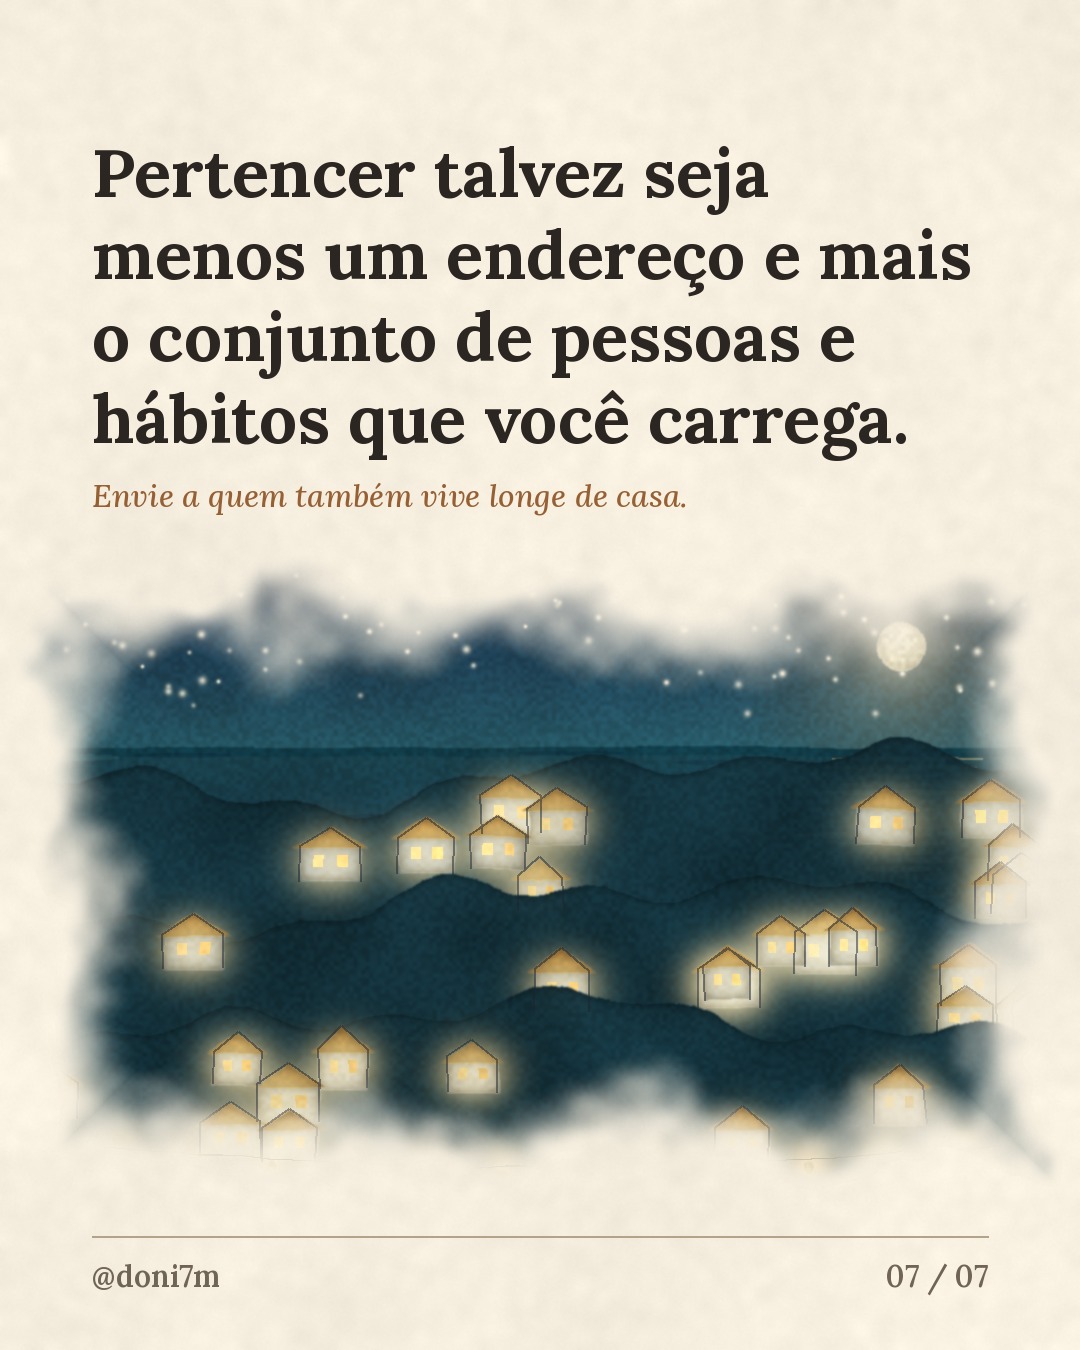 Pertencer talvez seja
menos um endereço e mais
o conjunto de pessoas e
hábitos que você carrega.
Envie a quem também vive longe de casa.
@doni7m
07 / 07